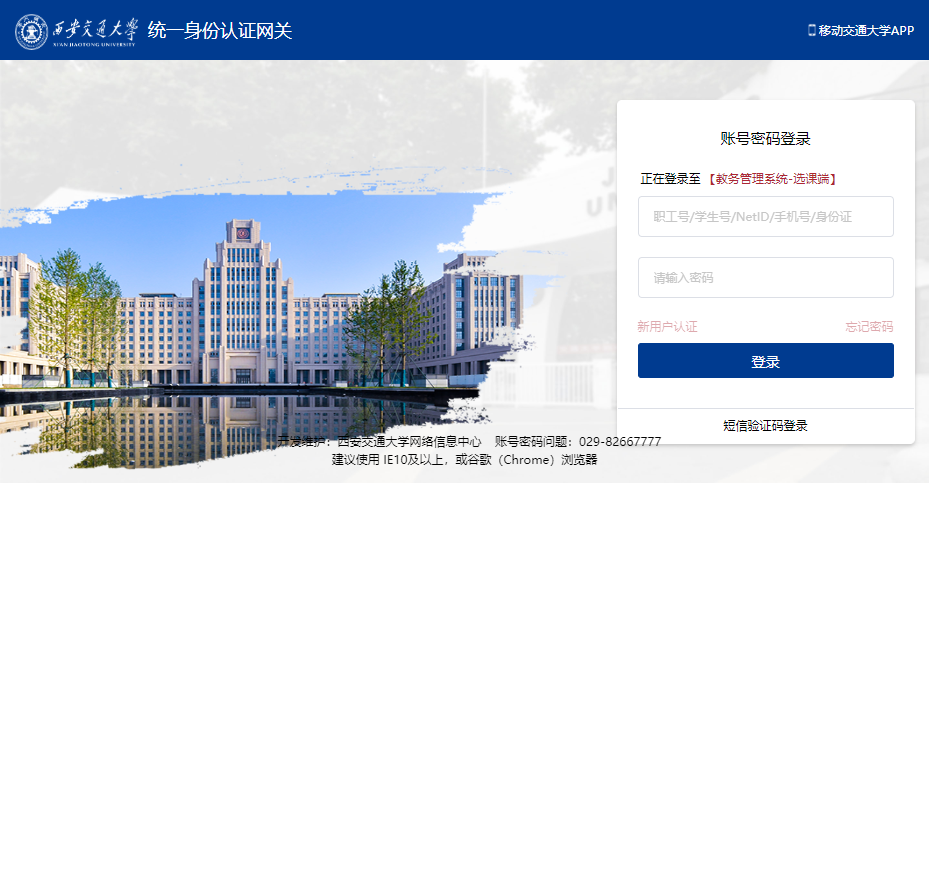 西安交通大学 统一身份认证网关
XI'AN JIAOTONG UNIVERSITY
移动交通大学APP
账号密码登录
正在登录至 【教务管理系统-选课端】
职工号/学生号/NetID/手机号/身份证
请输入密码
新用户认证 忘记密码
登录
短信验证码登录
开发维护：西安交通大学网络信息中心 账号密码问题：029-82667777
建议使用 IE10及以上，或谷歌（Chrome）浏览器